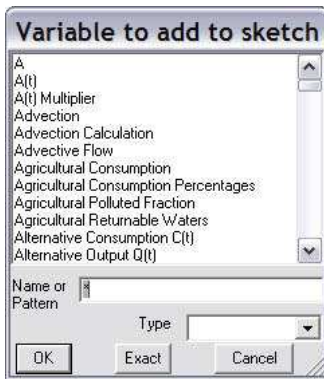 Variable to add to sketch
A
A(t)
A(t) Multiplier
Advection
Advection Calculation
Advective Flow
Agricultural Consumption
Agricultural Consumption Percentages
Agricultural Polluted Fraction
Agricultural Returnable Waters
Alternative Consumption C(t)
Alternative Output Q(t)
Name or
Pattern
*
Type
OK
Exact
Cancel